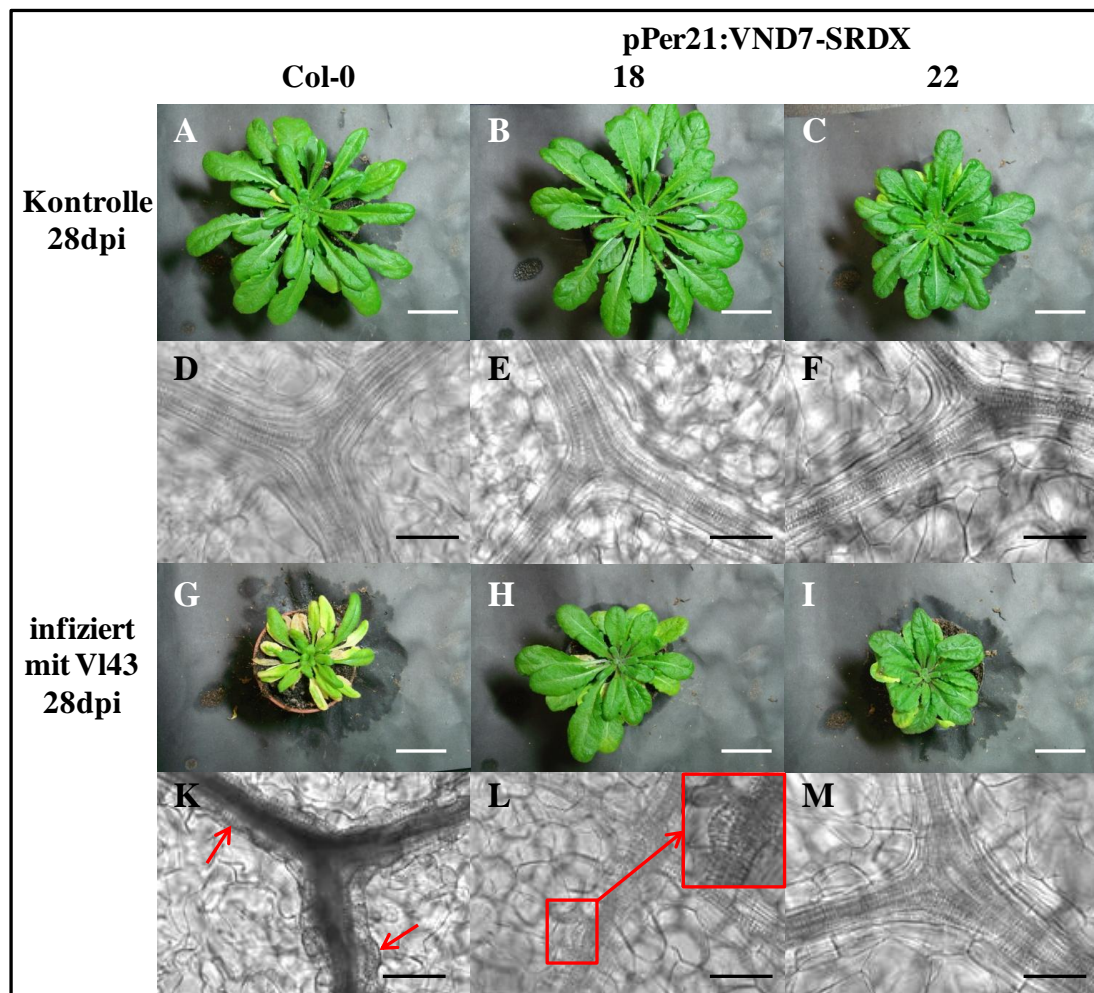 pPer21:VND7-SRDX
Col-0 18 22
A B C
Kontrolle
28dpi
D E F
G H I
infiziert
mit Vl43
28dpi
K L M